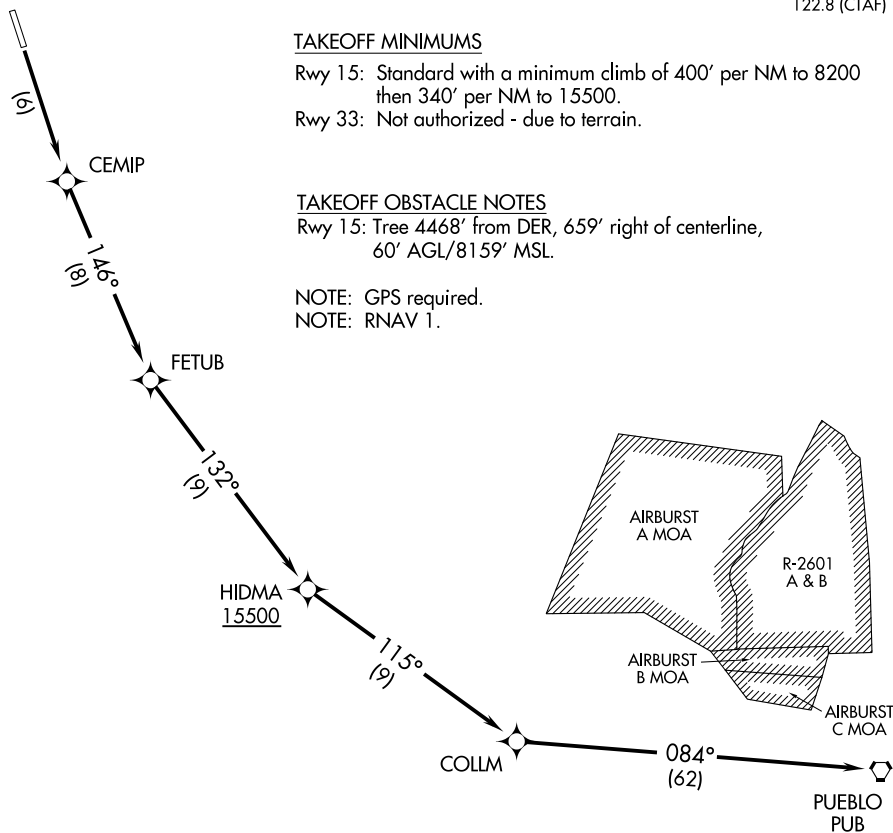 122.8 (CTAF)
TAKEOFF MINIMUMS
Rwy 15: Standard with a minimum climb of 400' per NM to 8200
then 340' per NM to 15500.
Rwy 33: Not authorized - due to terrain.
(6)
CEMIP
TAKEOFF OBSTACLE NOTES
Rwy 15: Tree 4468' from DER, 659' right of centerline,
60' AGL/8159' MSL.
146°
(8)
NOTE: GPS required.
NOTE: RNAV 1.
FETUB
132°
(9)
AIRBURST
A MOA
R-2601
A & B
HIDMA
15500
115°
(9)
AIRBURST
B MOA
AIRBURST
C MOA
COLLM
084°
(62)
PUEBLO
PUB